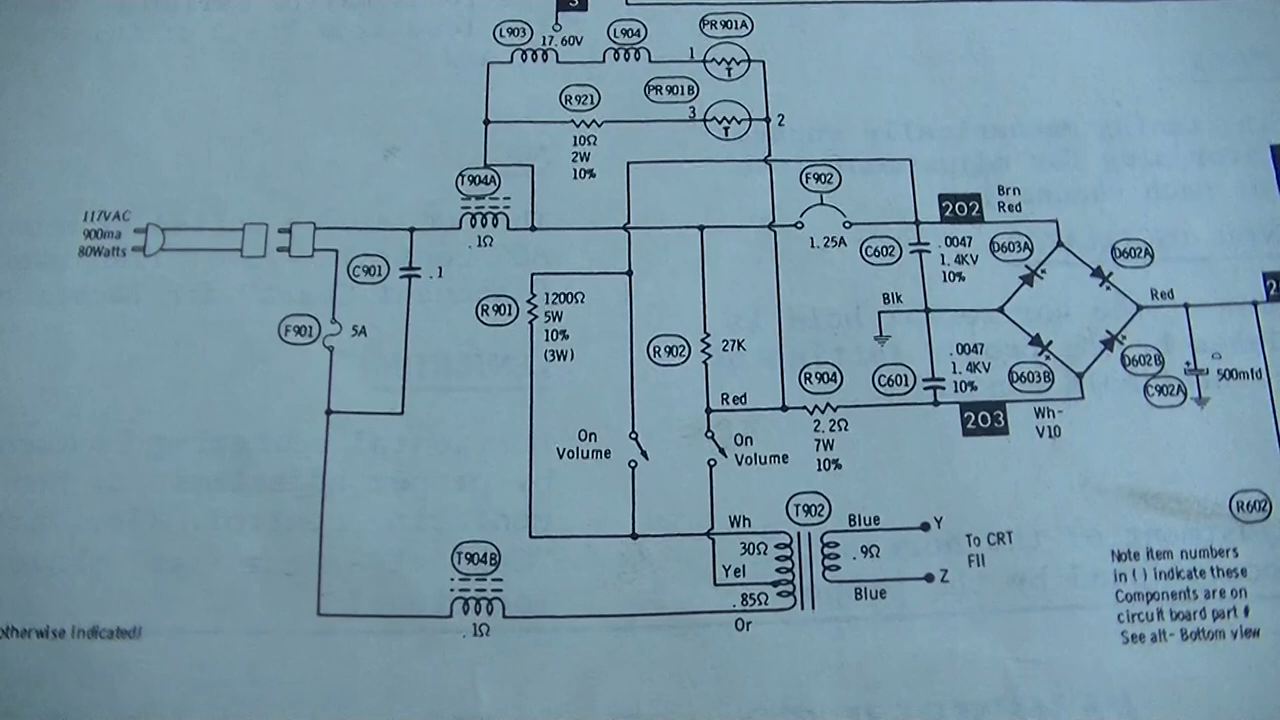 3
L903
17.60V
L904
PR901A
1
T
PR901B
R921
3
T
2
10Ω
2W
10%
T904A
.1Ω
117VAC
900ma
80Watts
C901
.1
F901
5A
F902
1.25A
202
Brn
Red
C602
.0047
1.4KV
10%
D603A
D602A
R901
1200Ω
5W
10%
(3W)
R902
27K
Blk
Red
C601
.0047
1.4KV
10%
D603B
D602B
C902A
500mfd
Red
R904
2.2Ω
7W
10%
203
Wh-
V10
On
Volume
On
Volume
T902
Wh
30Ω
Yel
.85Ω
Or
Blue
.9Ω
Blue
Y
Z
To CRT
Fil
R602
T904B
.1Ω
Note item numbers
in ( ) indicate these
Components are on
circuit board part #
See alt- Bottom view
otherwise indicated!